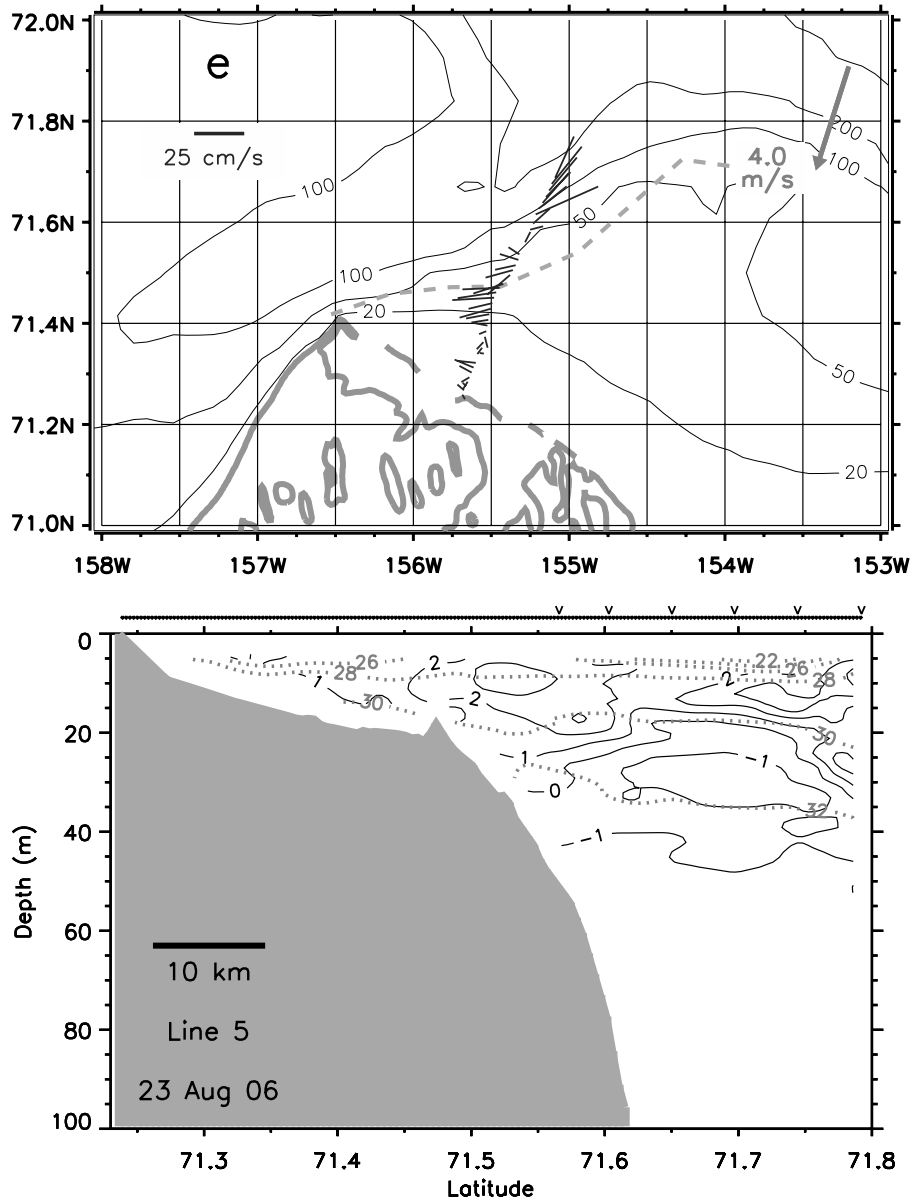 72.0N
e
71.8N
200
25 cm/s
4.0
m/s
100
100
71.6N
50
100
20
71.4N
50
71.2N
20
71.0N
158W 157W 156W 155W 154W 153W
v v v v v v
0
26 2 22 26
1 2 28
28
30 2
20
30
1 -1
0
32
40
-1
Depth (m)
60
10 km
80
Line 5
23 Aug 06
100
71.3 71.4 71.5 71.6 71.7 71.8
Latitude